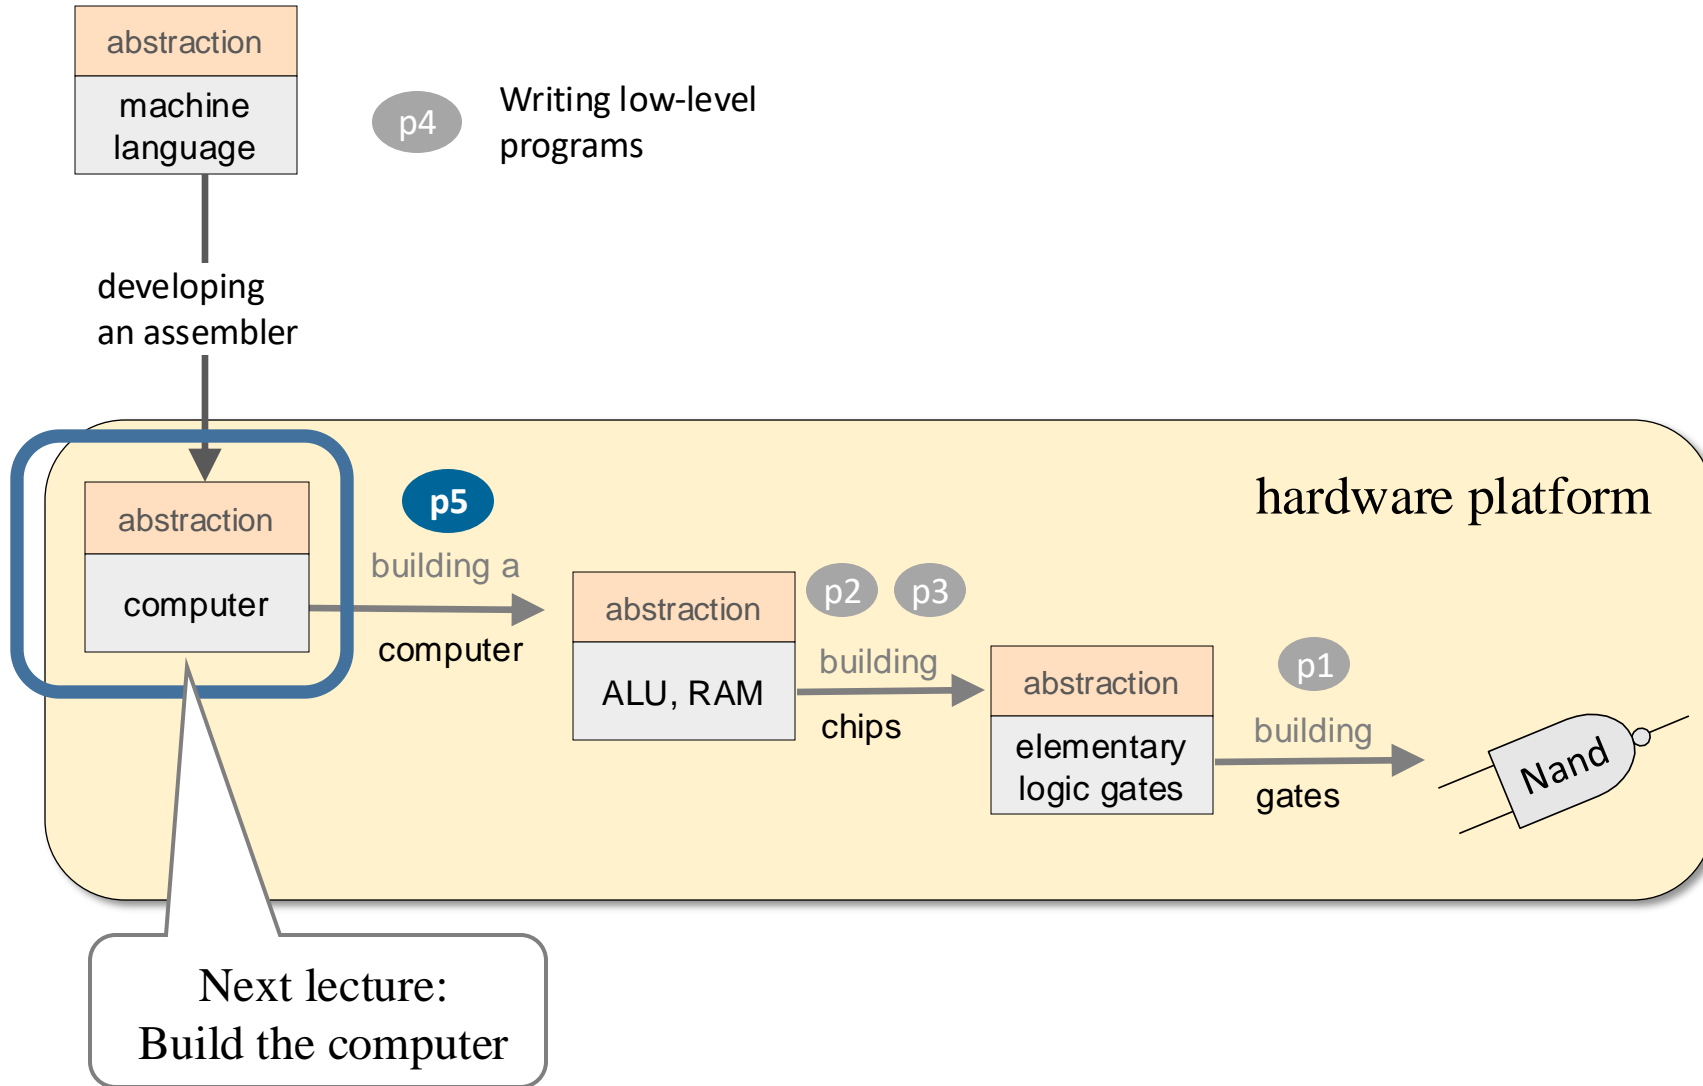 abstraction
machine
language
p4
Writing low-level
programs
developing
an assembler
hardware platform
abstraction
computer
p5
building a
computer
abstraction
ALU, RAM
p2
p3
building
chips
abstraction
elementary
logic gates
p1
building
gates
Nand
Next lecture:
Build the computer